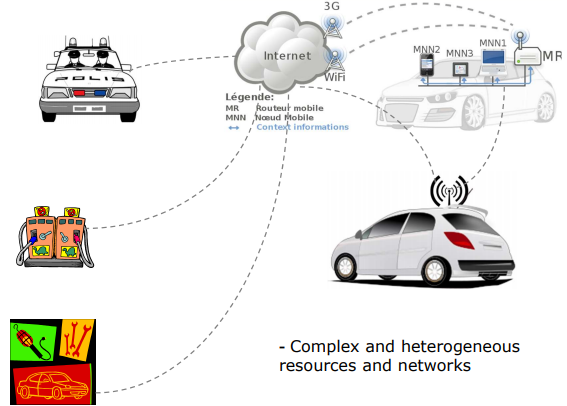 3G
Internet
WiFi
MNN2
MNN3
MNN1
MR
Légende:
MR Routeur mobile
MNN Nœud Mobile
Context informations
POLIS
- Complex and heterogeneous
resources and networks